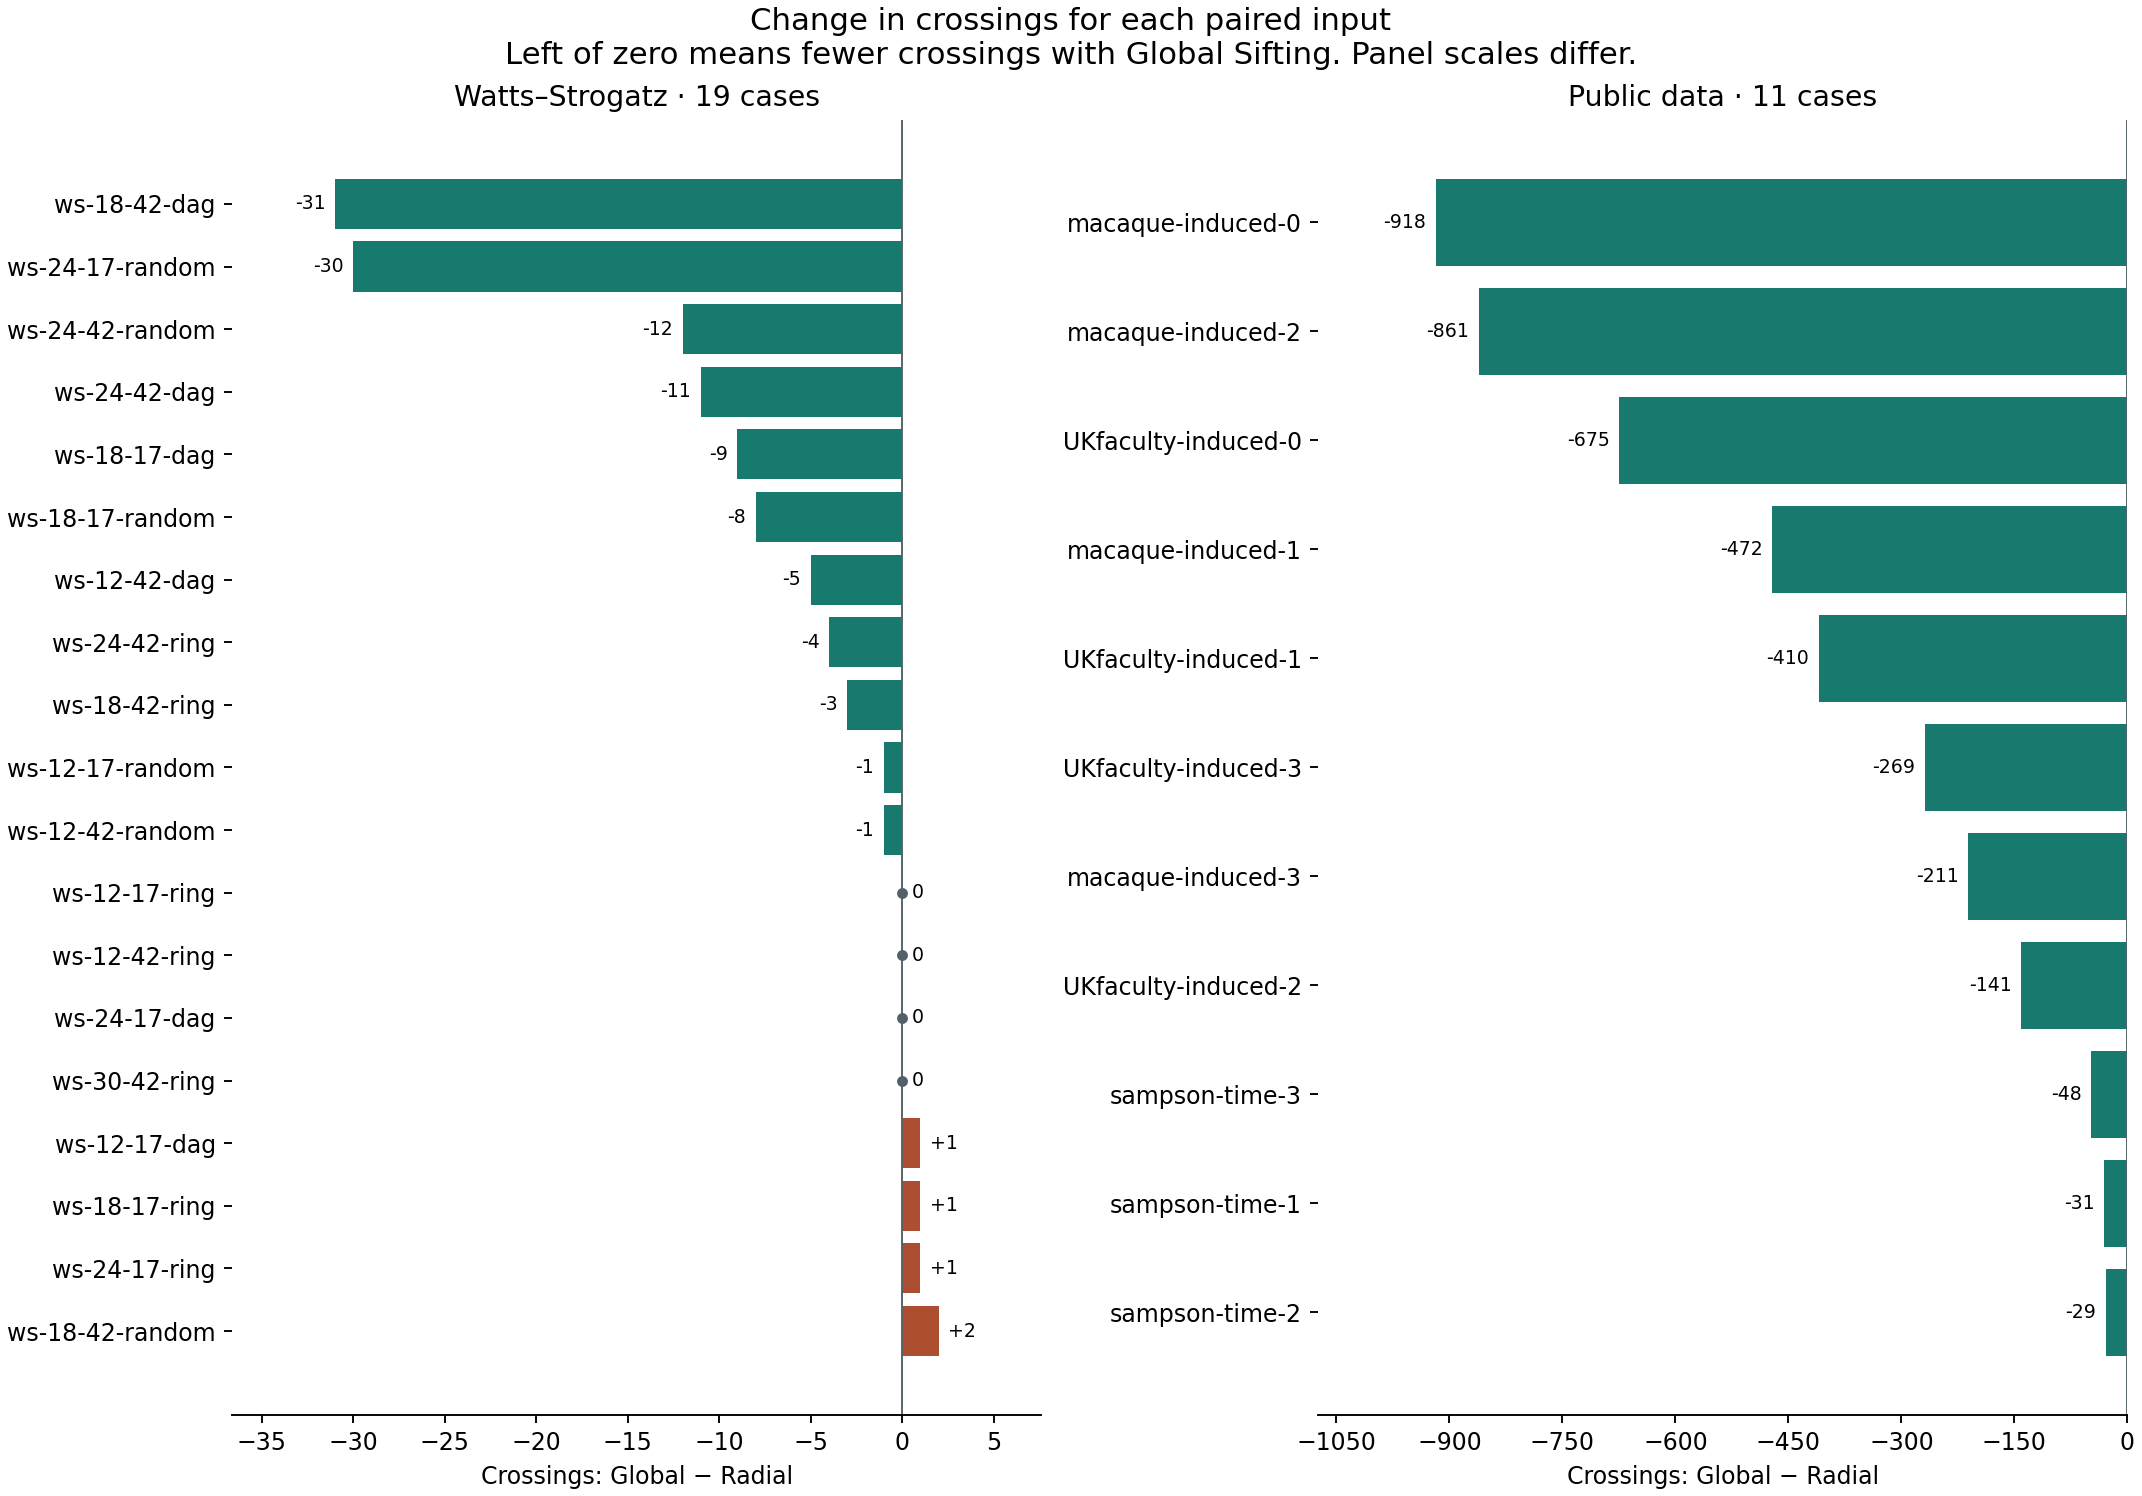 Change in crossings for each paired input
Left of zero means fewer crossings with Global Sifting. Panel scales differ.
Watts–Strogatz · 19 cases
ws-18-42-dag -31
ws-24-17-random -30
ws-24-42-random -12
ws-24-42-dag -11
ws-18-17-dag -9
ws-18-17-random -8
ws-12-42-dag -5
ws-24-42-ring -4
ws-18-42-ring -3
ws-12-17-random -1
ws-12-42-random -1
ws-12-17-ring 0
ws-12-42-ring 0
ws-24-17-dag 0
ws-30-42-ring 0
ws-12-17-dag +1
ws-18-17-ring +1
ws-24-17-ring +1
ws-18-42-random +2
−35 −30 −25 −20 −15 −10 −5 0 5
Crossings: Global − Radial
Public data · 11 cases
macaque-induced-0 -918
macaque-induced-2 -861
UKfaculty-induced-0 -675
macaque-induced-1 -472
UKfaculty-induced-1 -410
UKfaculty-induced-3 -269
macaque-induced-3 -211
UKfaculty-induced-2 -141
sampson-time-3 -48
sampson-time-1 -31
sampson-time-2 -29
−1050 −900 −750 −600 −450 −300 −150 0
Crossings: Global − Radial